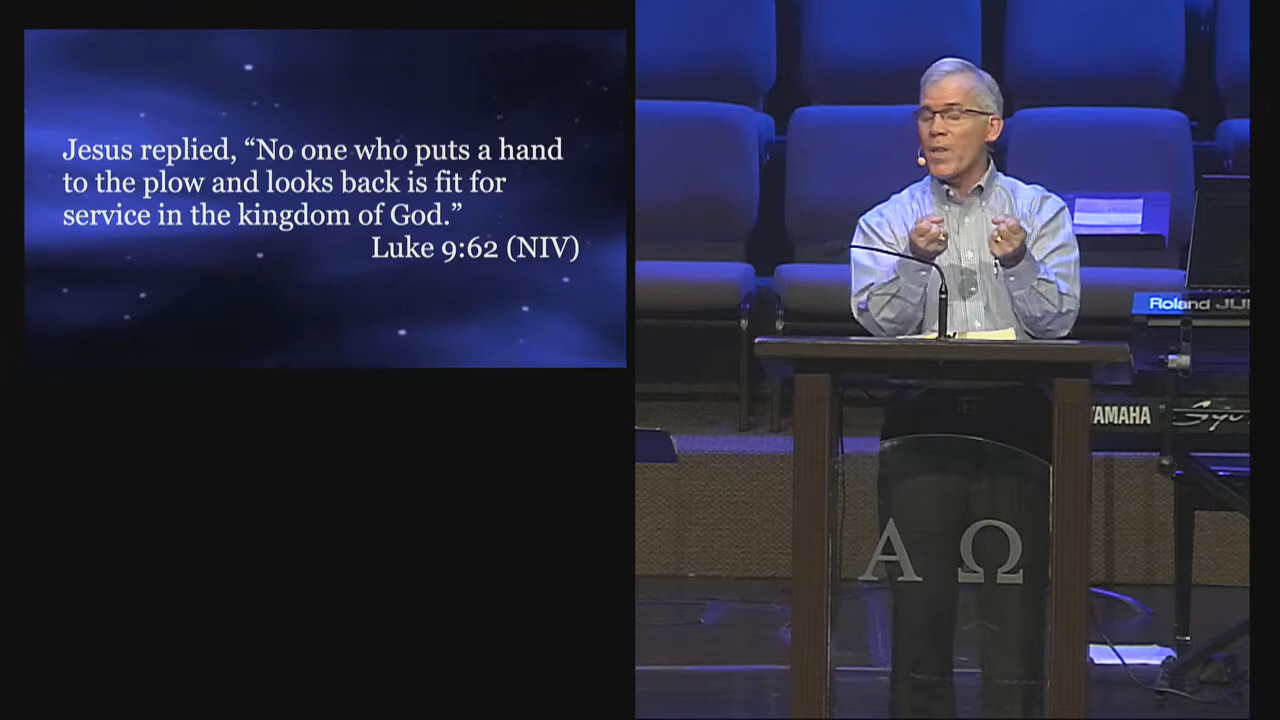 Jesus replied, “No one who puts a hand
to the plow and looks back is fit for
service in the kingdom of God.”
Luke 9:62 (NIV)
Roland JU
YAMAHA
Α Ω